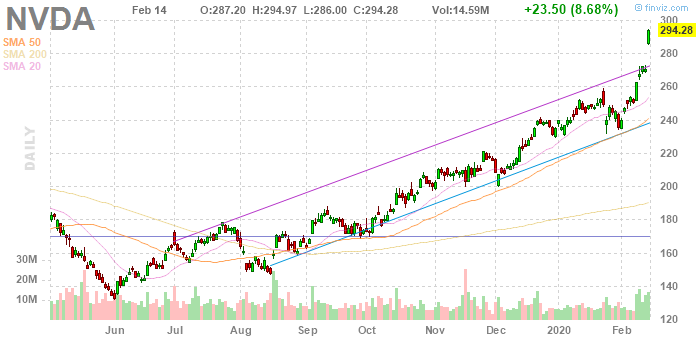 NVDA
Feb 14 O:287.20 H:294.97 L:286.00 C:294.28 Vol:14.59M +23.50 (8.68%)
© finviz.com
SMA 50
SMA 200
SMA 20
DAILY
300
294.28
280
260
240
220
200
180
160
140
120
30M
20M
10M
Jun Jul Aug Sep Oct Nov Dec 2020 Feb